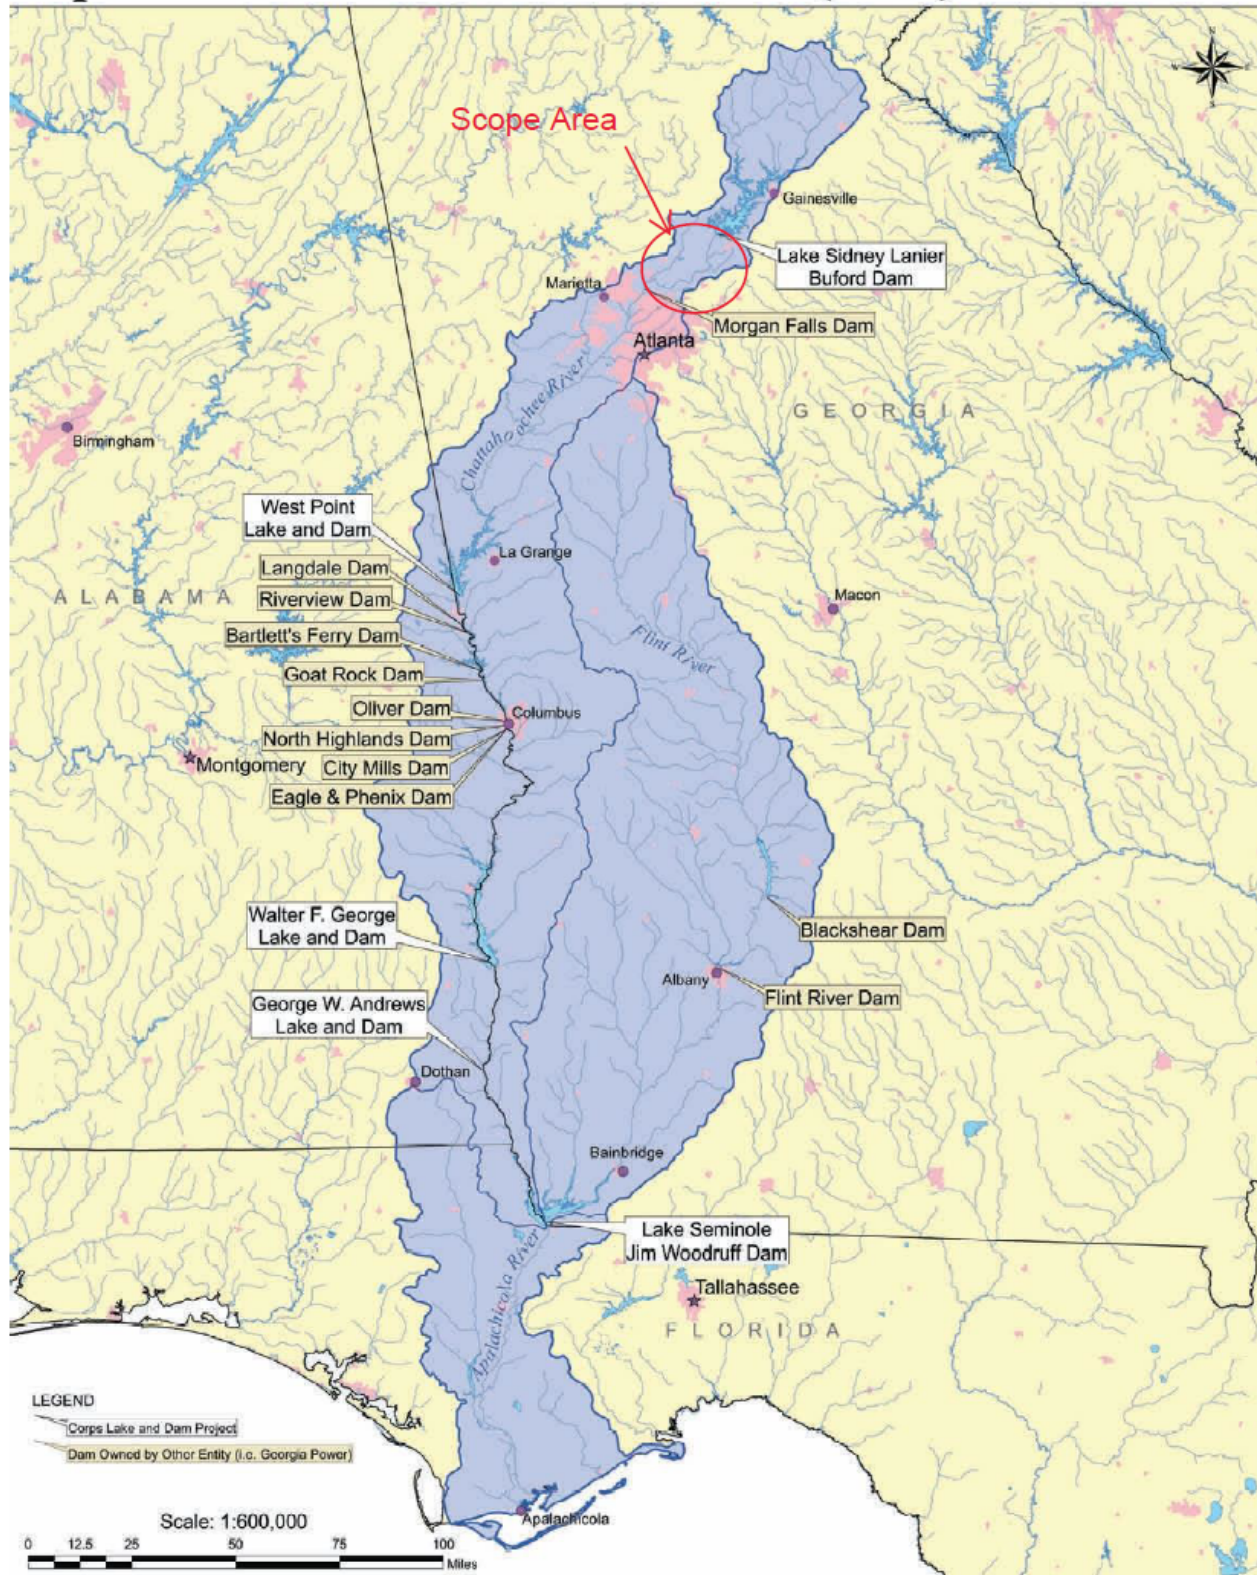 Scope Area
Gainesville
Lake Sidney Lanier
Buford Dam
Marietta
Morgan Falls Dam
Atlanta
Chattahoochee River
GEORGIA
Birmingham
West Point
Lake and Dam
La Grange
Langdale Dam
ALABAMA
Riverview Dam
Macon
Bartlett's Ferry Dam
Flint River
Goat Rock Dam
Oliver Dam
Columbus
North Highlands Dam
Montgomery
City Mills Dam
Eagle & Phenix Dam
Walter F. George
Lake and Dam
Blackshear Dam
Albany
Flint River Dam
George W. Andrews
Lake and Dam
Dothan
Bainbridge
Lake Seminole
Jim Woodruff Dam
Apalachicola River
Tallahassee
FLORIDA
LEGEND
Corps Lake and Dam Project
Dam Owned by Other Entity (i.e. Georgia Power)
Scale: 1:600,000
0 12.5 25 50 75 100
Miles
Apalachicola